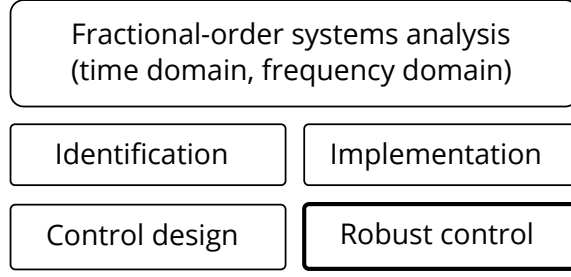 Fractional-order systems analysis
(time domain, frequency domain)
Identification
Implementation
Control design
Robust control